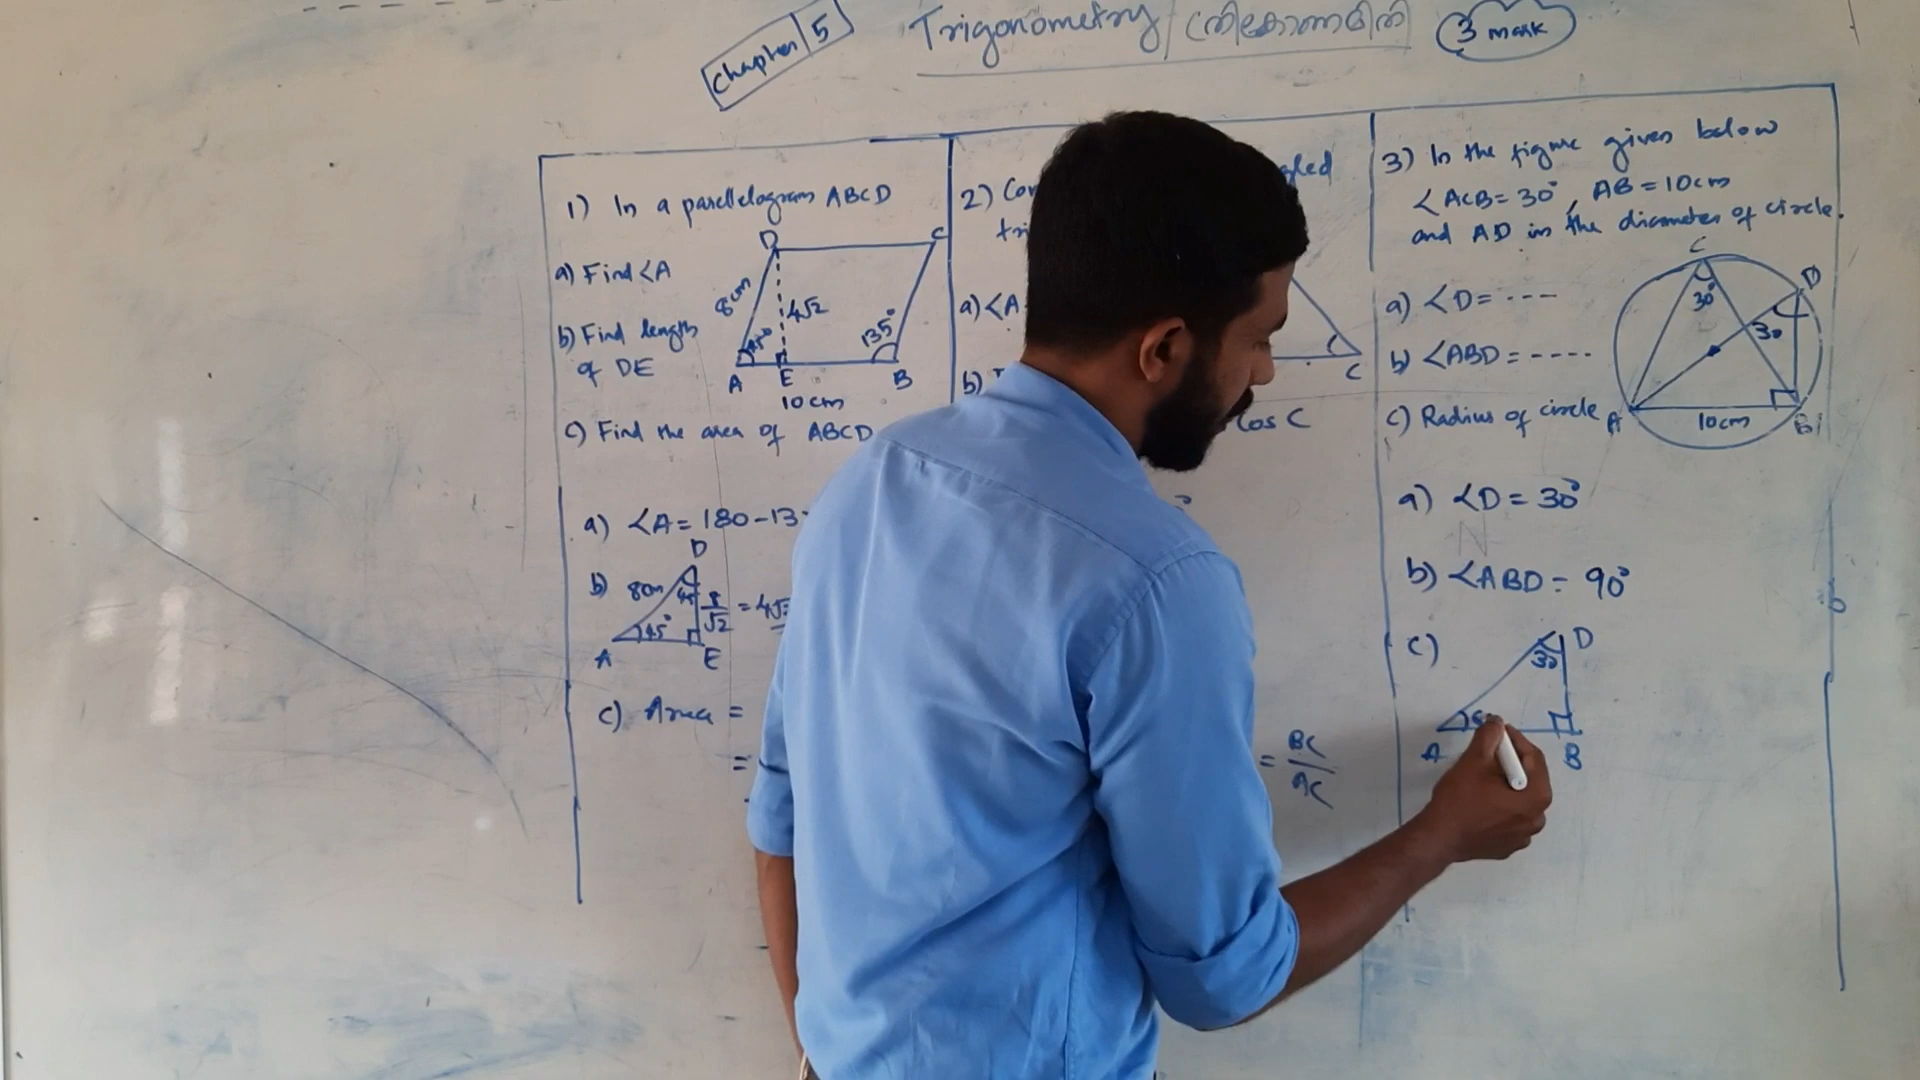 Chapter 5
Trigonometry / ത്രികോണമിതി
3 mark
1) In a parellelogram ABCD
a) Find ∠A
b) Find length
of DE
c) Find the area of ABCD
D
C
8cm
4√2
45°
135°
A
E
B
10cm
a) ∠A = 180-13
b)
D
8cm
45
8/√2 = 4√2
45°
A
E
c) Area =
=
2)
a) ∠A
b)
C
cos C
= BC/AC
3) In the figure given below
∠ACB = 30°, AB = 10cm
and AD is the diameter of circle.
a) ∠D = ---
b) ∠ABD = ----
c) Radius of circle
C
D
30°
30
A
10cm
B
a) ∠D = 30°
b) ∠ABD = 90°
c)
D
30
A
B